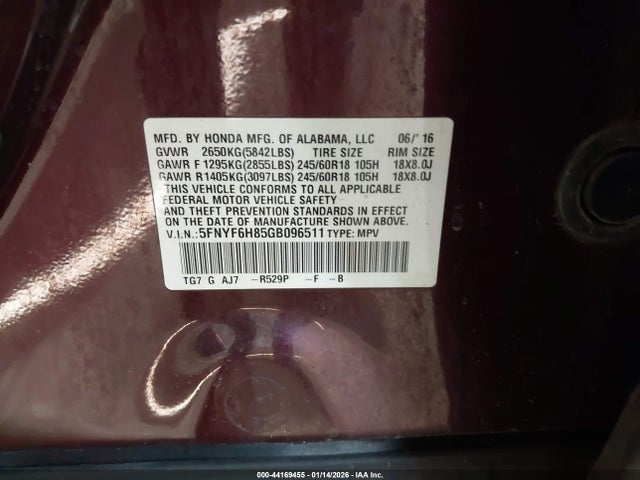 MFD. BY HONDA MFG. OF ALABAMA, LLC 06/'16
GVWR 2650KG(5842LBS) TIRE SIZE RIM SIZE
GAWR F 1295KG(2855LBS) 245/60R18 105H 18X8.0J
GAWR R1405KG(3097LBS) 245/60R18 105H 18X8.0J
THIS VEHICLE CONFORMS TO ALL APPLICABLE
FEDERAL MOTOR VEHICLE SAFETY
AND THEFT PREVENTION STANDARDS IN EFFECT
ON THE DATE OF MANUFACTURE SHOWN ABOVE.
V.I.N.:5FNYF6H85GB096511 TYPE: MPV
TG7 G AJ7 -R529P -F -B
000-44169455 - 01/14/2026 - IAA Inc.